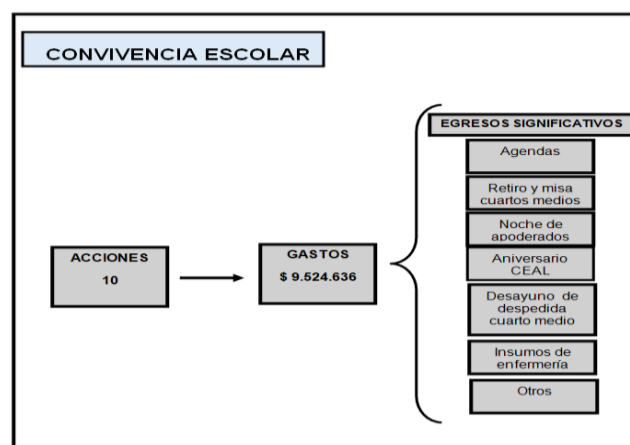 CONVIVENCIA ESCOLAR
ACCIONES
10
GASTOS
$ 9.524.636
EGRESOS SIGNIFICATIVOS
Agendas
Retiro y misa
cuartos medios
Noche de
apoderados
Aniversario
CEAL
Desayuno de
despedida
cuarto medio
Insumos de
enfermería
Otros